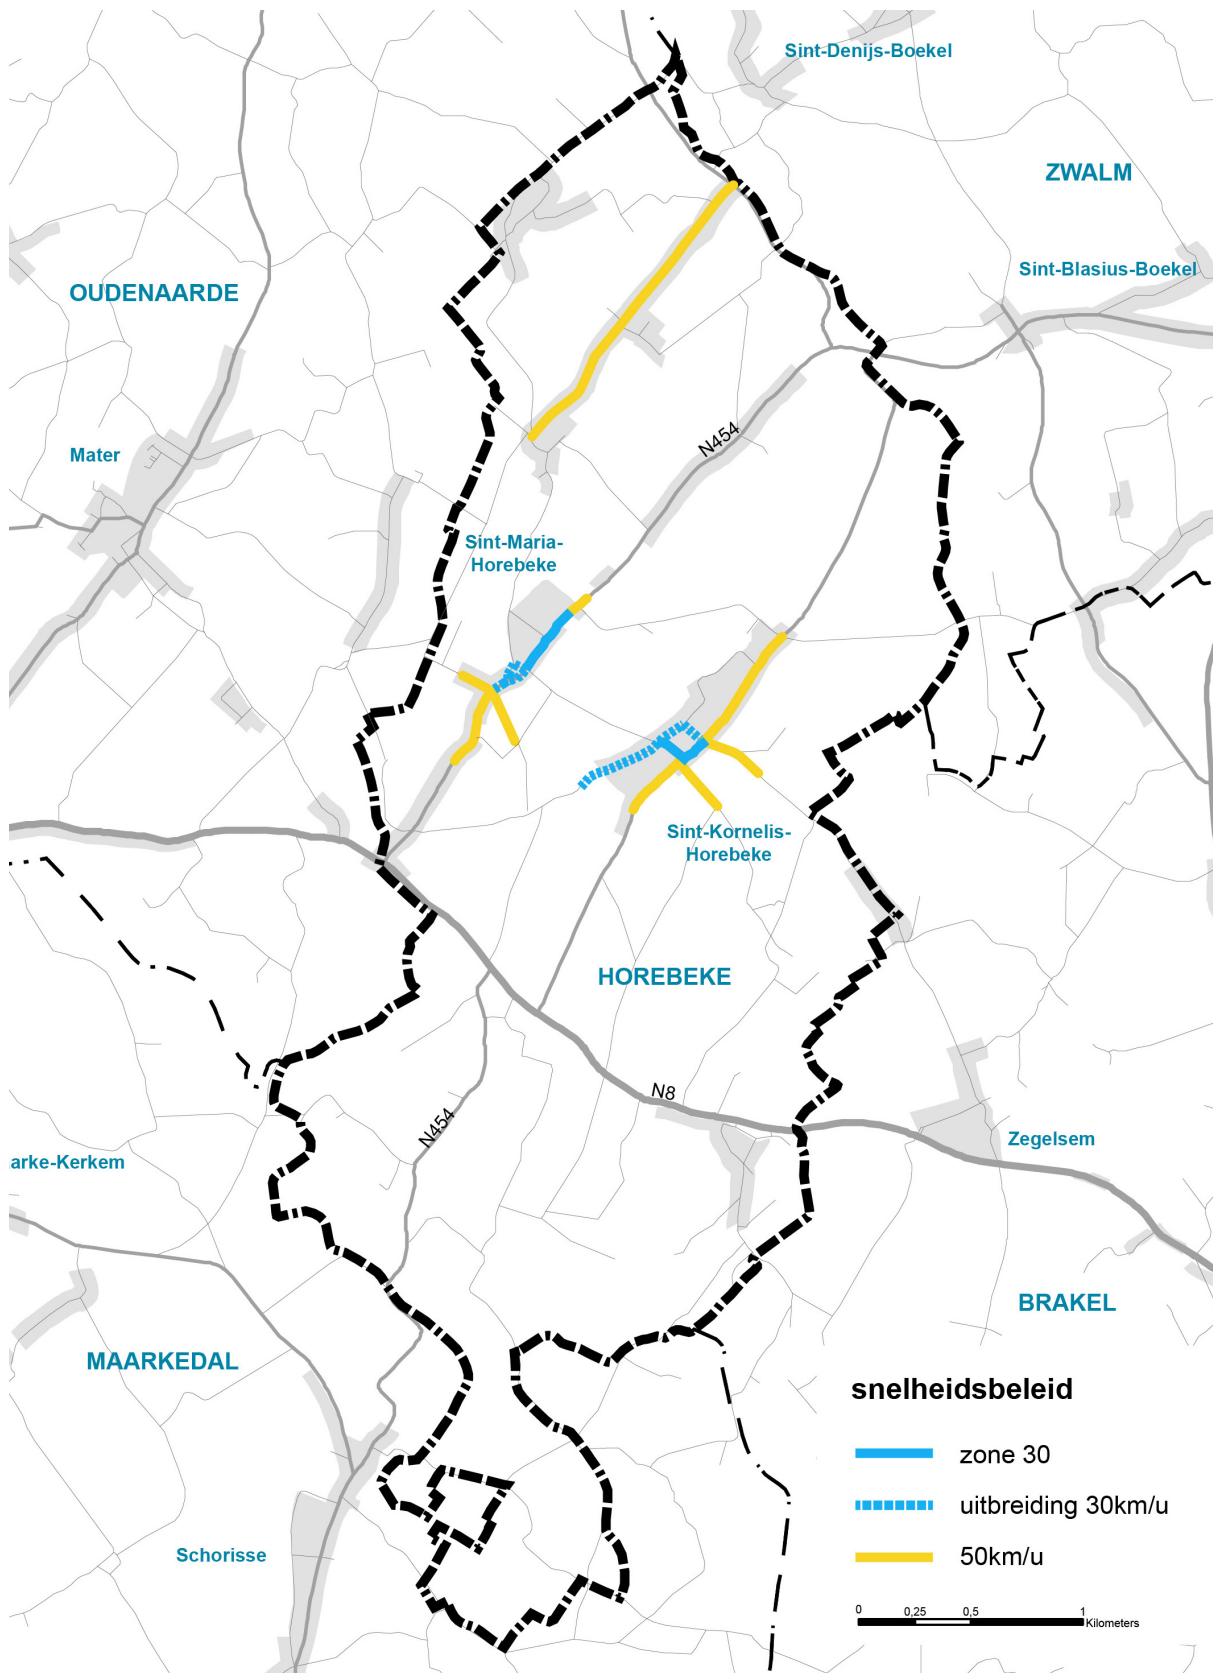 Sint-Denijs-Boekel
ZWALM
Sint-Blasius-Boekel
OUDENAARDE
N454
Mater
Sint-Maria-
Horebeke
Sint-Kornelis-
Horebeke
HOREBEKE
N8
N454
Zegelsem
arke-Kerkem
BRAKEL
MAARKEDAL
Schorisse
snelheidsbeleid
zone 30
uitbreiding 30km/u
50km/u
0 0,25 0,5 1
Kilometers